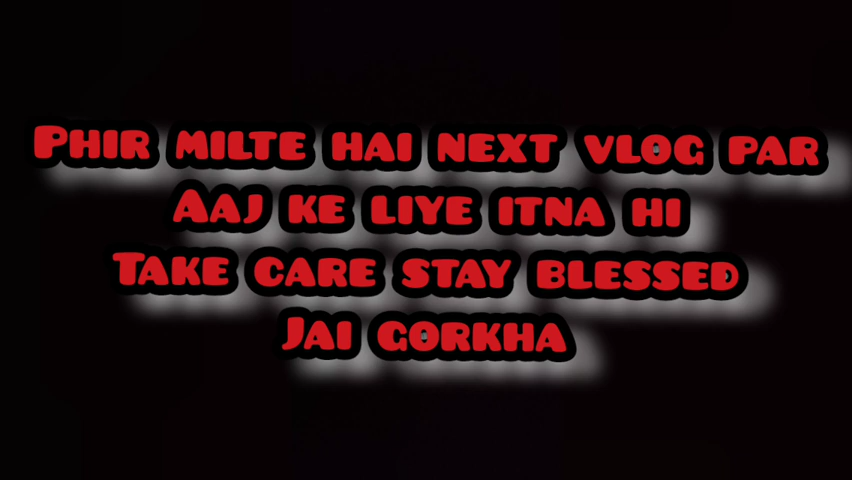 Phir milte hai next vlog par
Aaj ke liye itna hi
Take care stay blessed
Jai gorkha